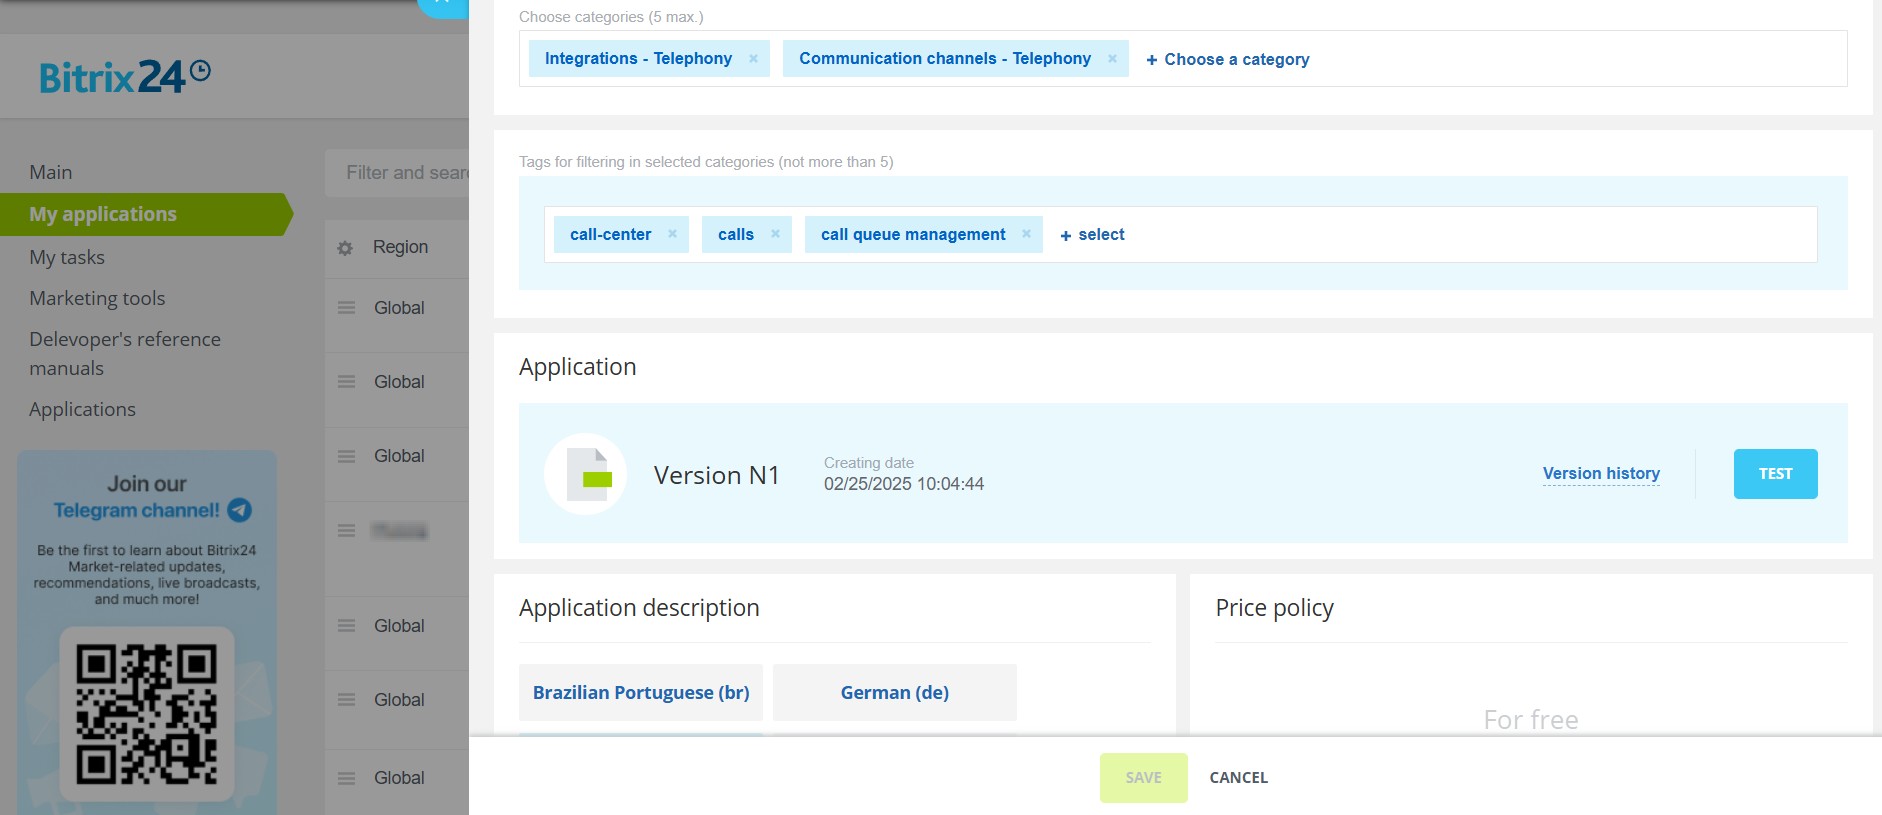 Bitrix24
Main
My applications
My tasks
Marketing tools
Delevoper's reference
manuals
Applications
Join our
Telegram channel!
Be the first to learn about Bitrix24
Market-related updates,
recommendations, live broadcasts,
and much more!
Filter and sear
Region
Global
Global
Global
Global
Global
Global
Choose categories (5 max.)
Integrations - Telephony × Communication channels - Telephony × + Choose a category
Tags for filtering in selected categories (not more than 5)
call-center × calls × call queue management × + select
Application
Version N1
Creating date
02/25/2025 10:04:44
Version history
TEST
Application description
Brazilian Portuguese (br)
German (de)
Price policy
For free
SAVE
CANCEL